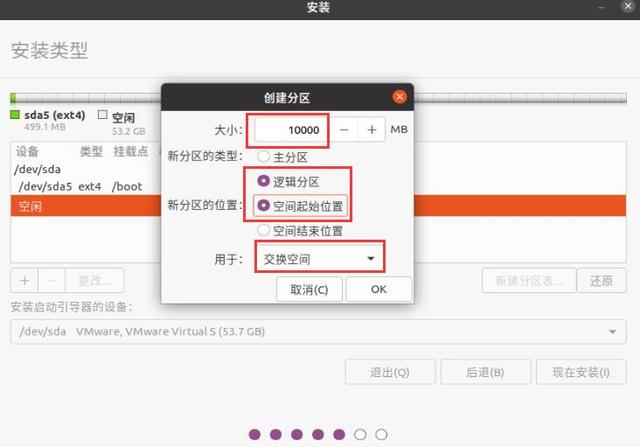 安装
安装类型
sda5 (ext4)
499.1 MB
空闲
53.2 GB
设备 类型 挂载点
/dev/sda
/dev/sda5 ext4 /boot
空闲
创建分区
大小: 10000 − + MB
新分区的类型: 主分区
逻辑分区
新分区的位置: 空间起始位置
空间结束位置
用于: 交换空间
取消(C) OK
+ − 更改... 新建分区表... 还原
安装启动引导器的设备:
/dev/sda VMware, VMware Virtual S (53.7 GB)
退出(Q) 后退(B) 现在安装(I)